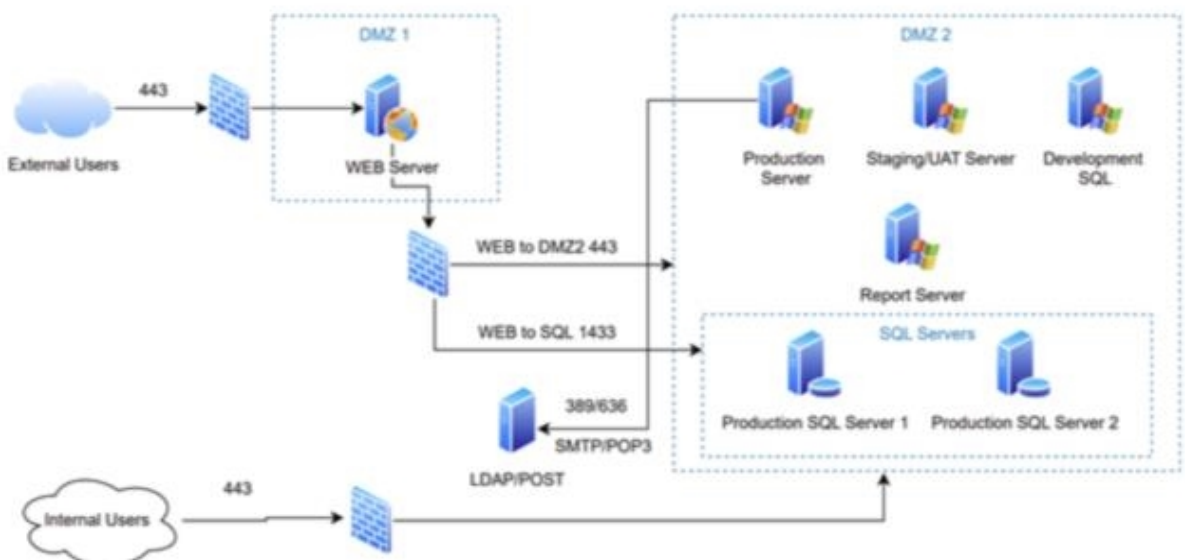 DMZ 1
DMZ 2
443
External Users
WEB Server
Production
Server
Staging/UAT Server
Development
SQL
WEB to DMZ2 443
Report Server
WEB to SQL 1433
SQL Servers
Production SQL Server 1
Production SQL Server 2
389/636
SMTP/POP3
LDAP/POST
443
Internal Users